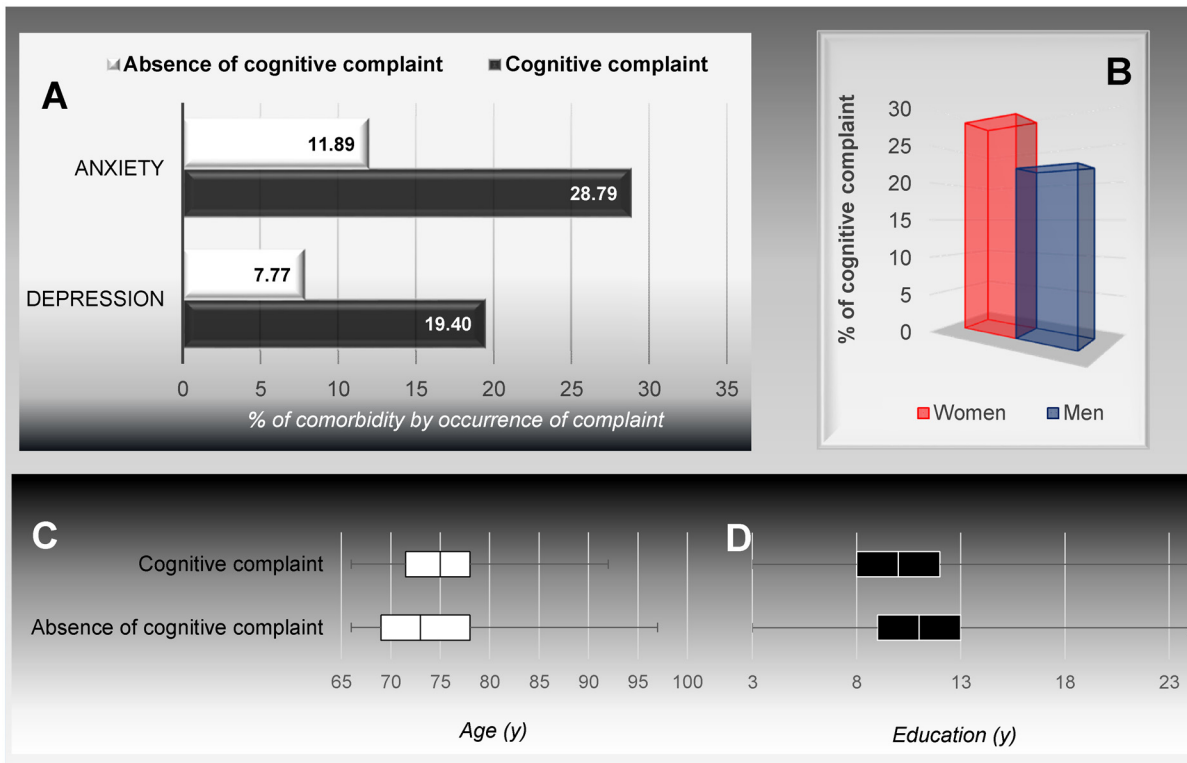 Absence of cognitive complaint Cognitive complaint
A
ANXIETY
11.89
28.79
DEPRESSION
7.77
19.40
0 5 10 15 20 25 30 35
% of comorbidity by occurrence of complaint
B
% of cognitive complaint
30
25
20
15
10
5
0
Women Men
C
Cognitive complaint
Absence of cognitive complaint
65 70 75 80 85 90 95 100
Age (y)
D
3 8 13 18 23
Education (y)